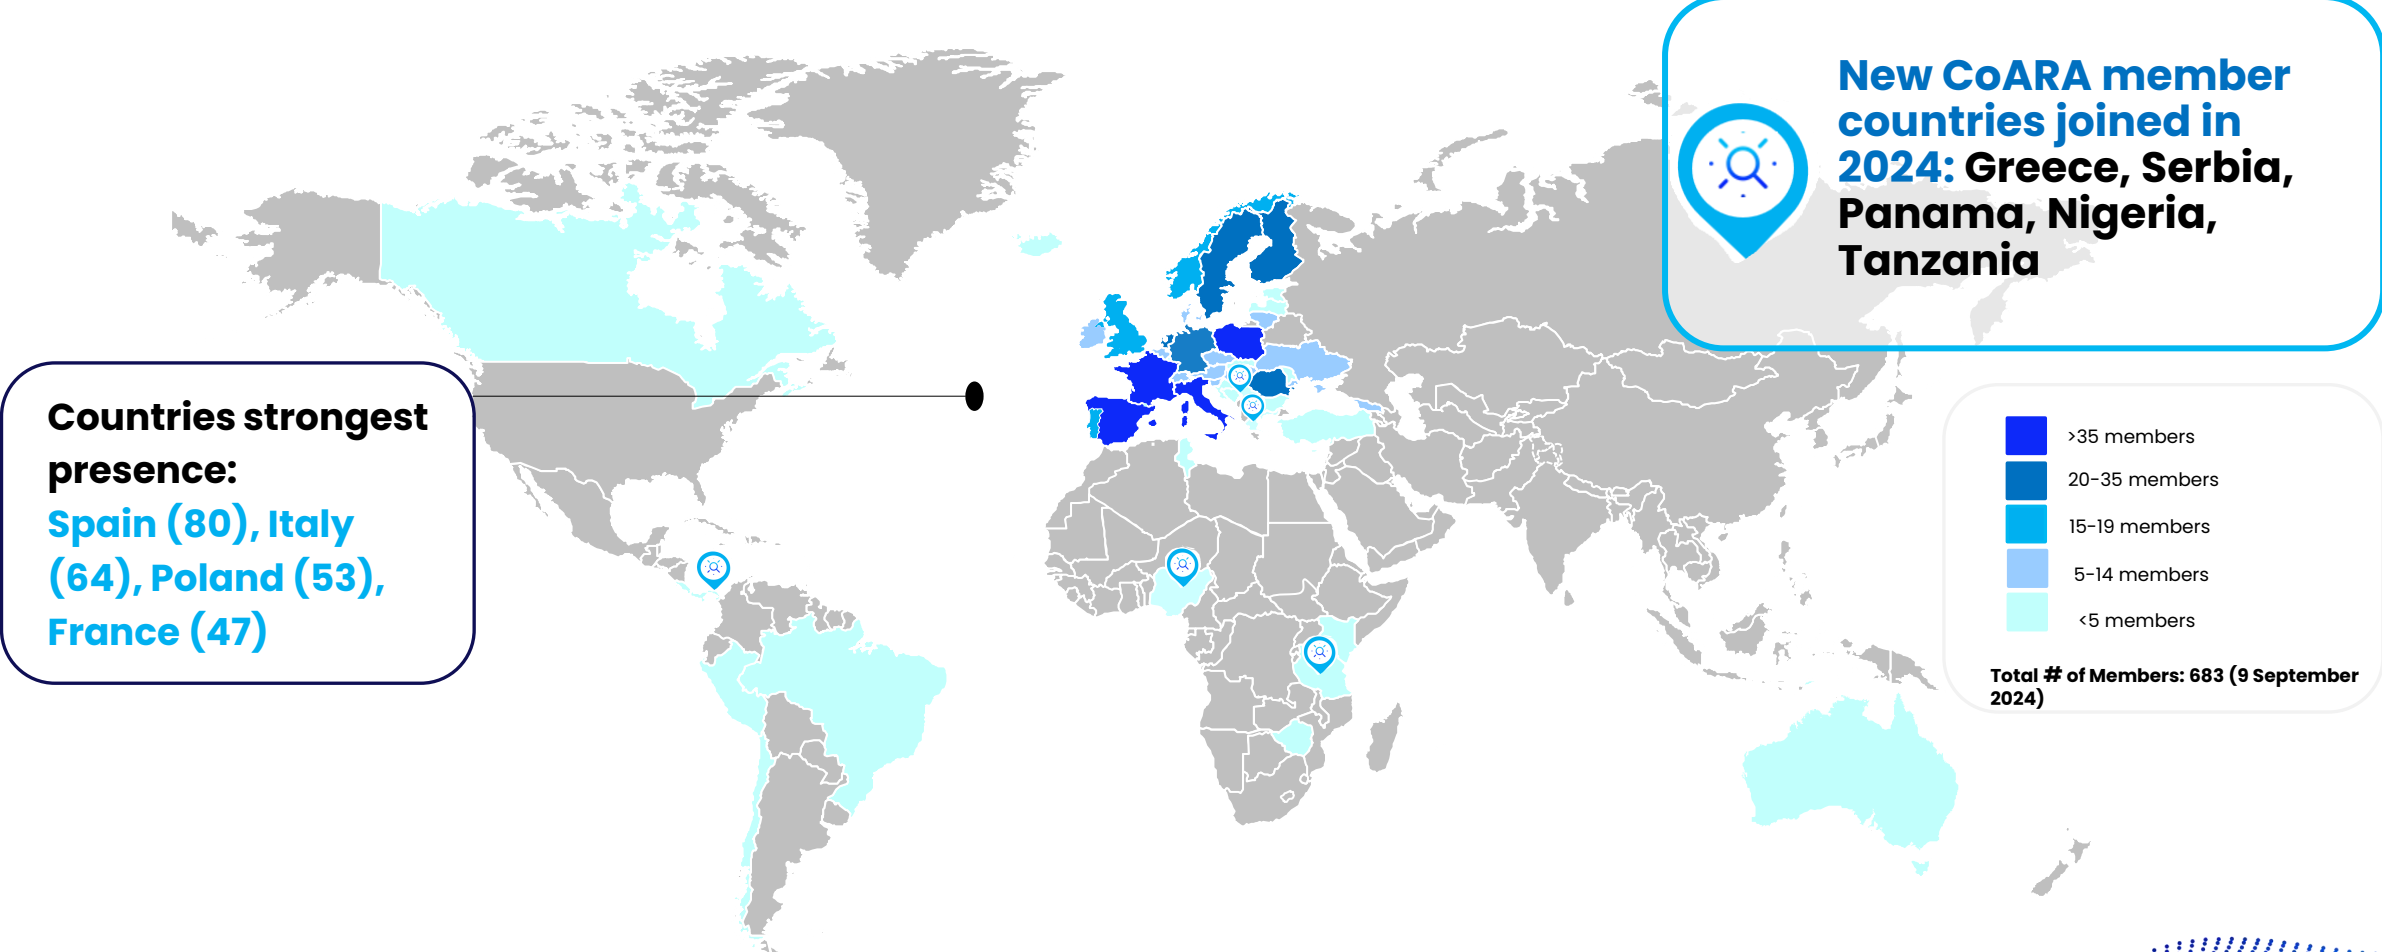 New CoARA member
countries joined in
2024: Greece, Serbia,
Panama, Nigeria,
Tanzania
Countries strongest
presence:
Spain (80), Italy
(64), Poland (53),
France (47)
>35 members
20-35 members
15-19 members
5-14 members
<5 members
Total # of Members: 683 (9 September
2024)